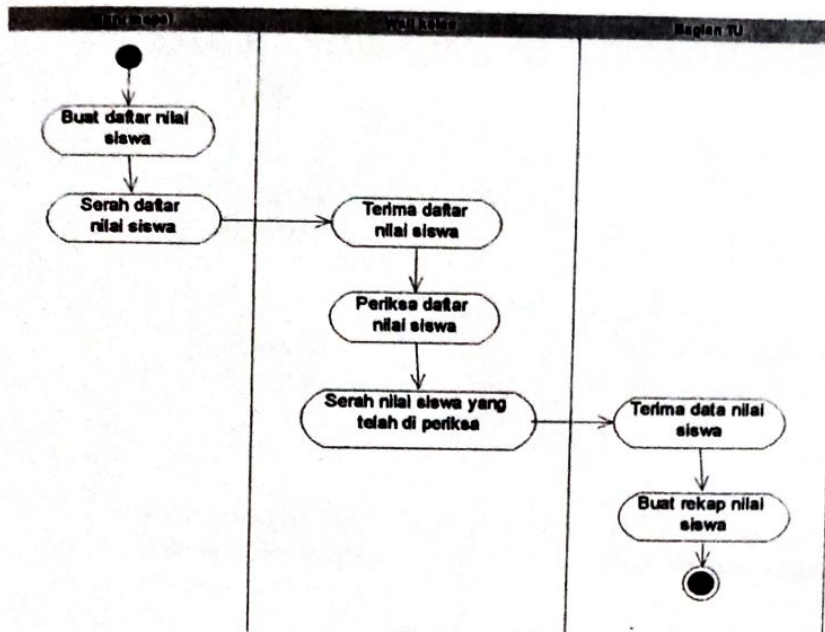 Wali kelas
Bagian TU
Buat daftar nilai
siswa
Serah daftar
nilai siswa
Terima daftar
nilai siswa
Periksa daftar
nilai siswa
Serah nilai siswa yang
telah di periksa
Terima data nilai
siswa
Buat rekap nilai
siswa